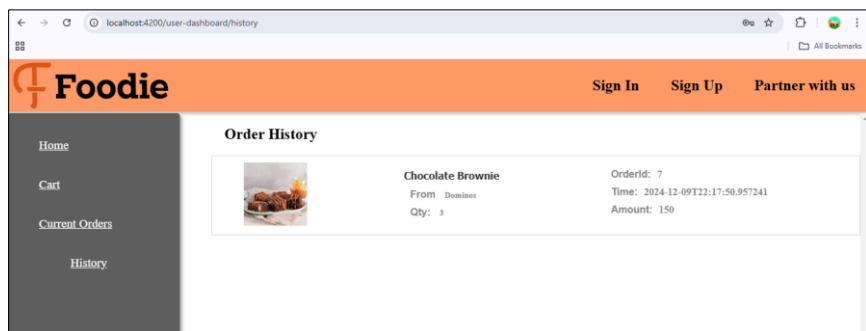 localhost:4200/user-dashboard/history
All Bookmarks
Foodie
Sign In Sign Up Partner with us
Home
Cart
Current Orders
History
Order History
Chocolate Brownie
From Dominos
Qty: 3
OrderId: 7
Time: 2024-12-09T22:17:50.957241
Amount: 150